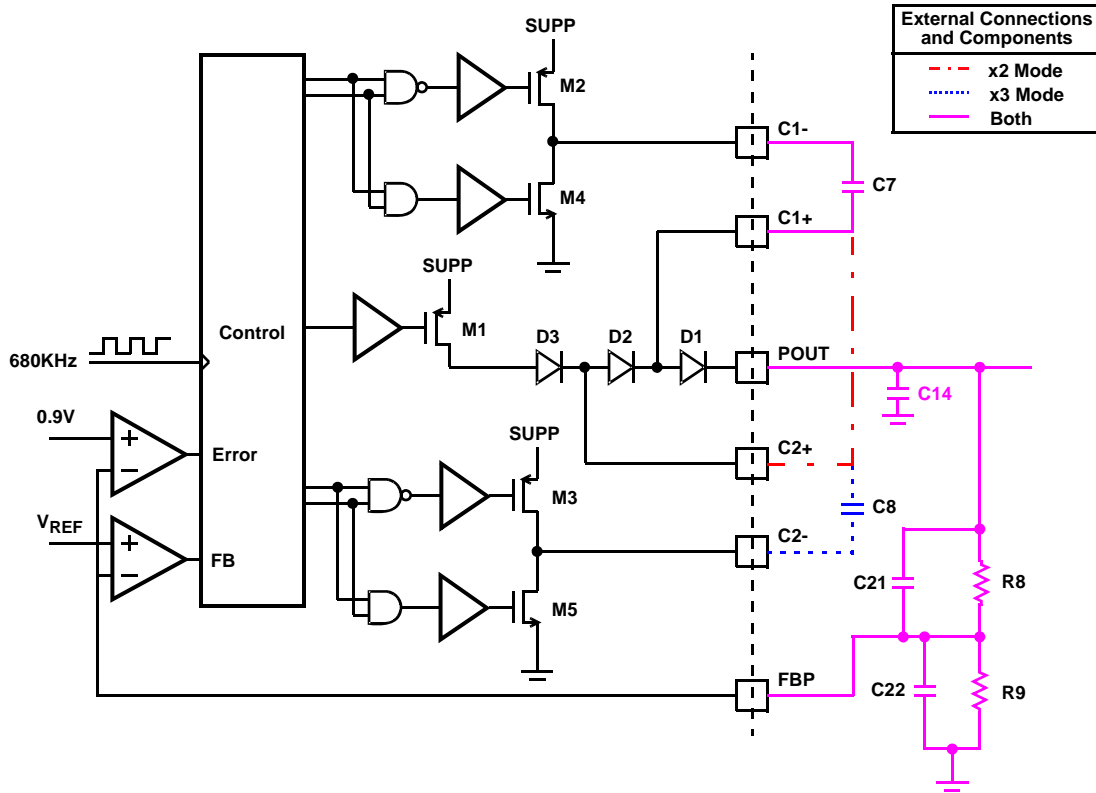 External Connections
and Components
x2 Mode
x3 Mode
Both
SUPP
M2
C1-
C7
M4
C1+
SUPP
Control
M1
D3
D2
D1
POUT
680KHz
C14
0.9V
SUPP
C2+
Error
M3
C8
VREF
C2-
FB
C21
R8
M5
FBP
C22
R9